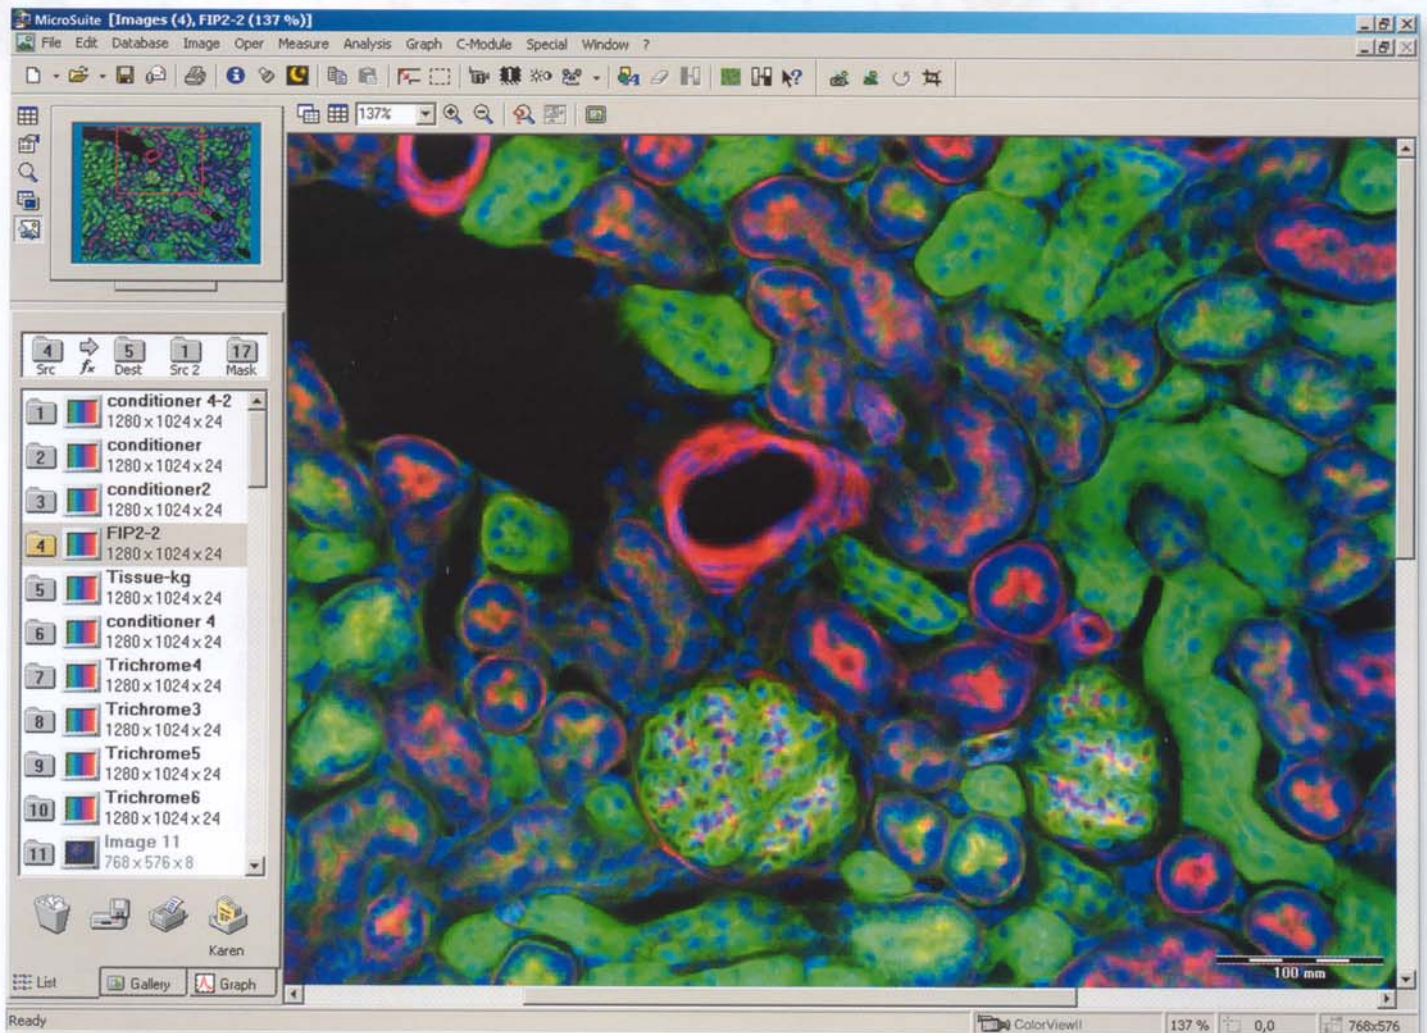 MicroSuite [Images (4), FIP2-2 (137 %)]
File Edit Database Image Oper Measure Analysis Graph C-Module Special Window ?
137%
4 5 1 17
Src fx Dest Src 2 Mask
1 conditioner 4-2
1280 x 1024 x 24
2 conditioner
1280 x 1024 x 24
3 conditioner2
1280 x 1024 x 24
4 FIP2-2
1280 x 1024 x 24
5 Tissue-kg
1280 x 1024 x 24
6 conditioner 4
1280 x 1024 x 24
7 Trichrome4
1280 x 1024 x 24
8 Trichrome3
1280 x 1024 x 24
9 Trichrome5
1280 x 1024 x 24
10 Trichrome6
1280 x 1024 x 24
11 Image 11
768 x 576 x 8
Karen
List Gallery Graph
100 mm
Ready ColorViewII 137 % 0,0 768x576